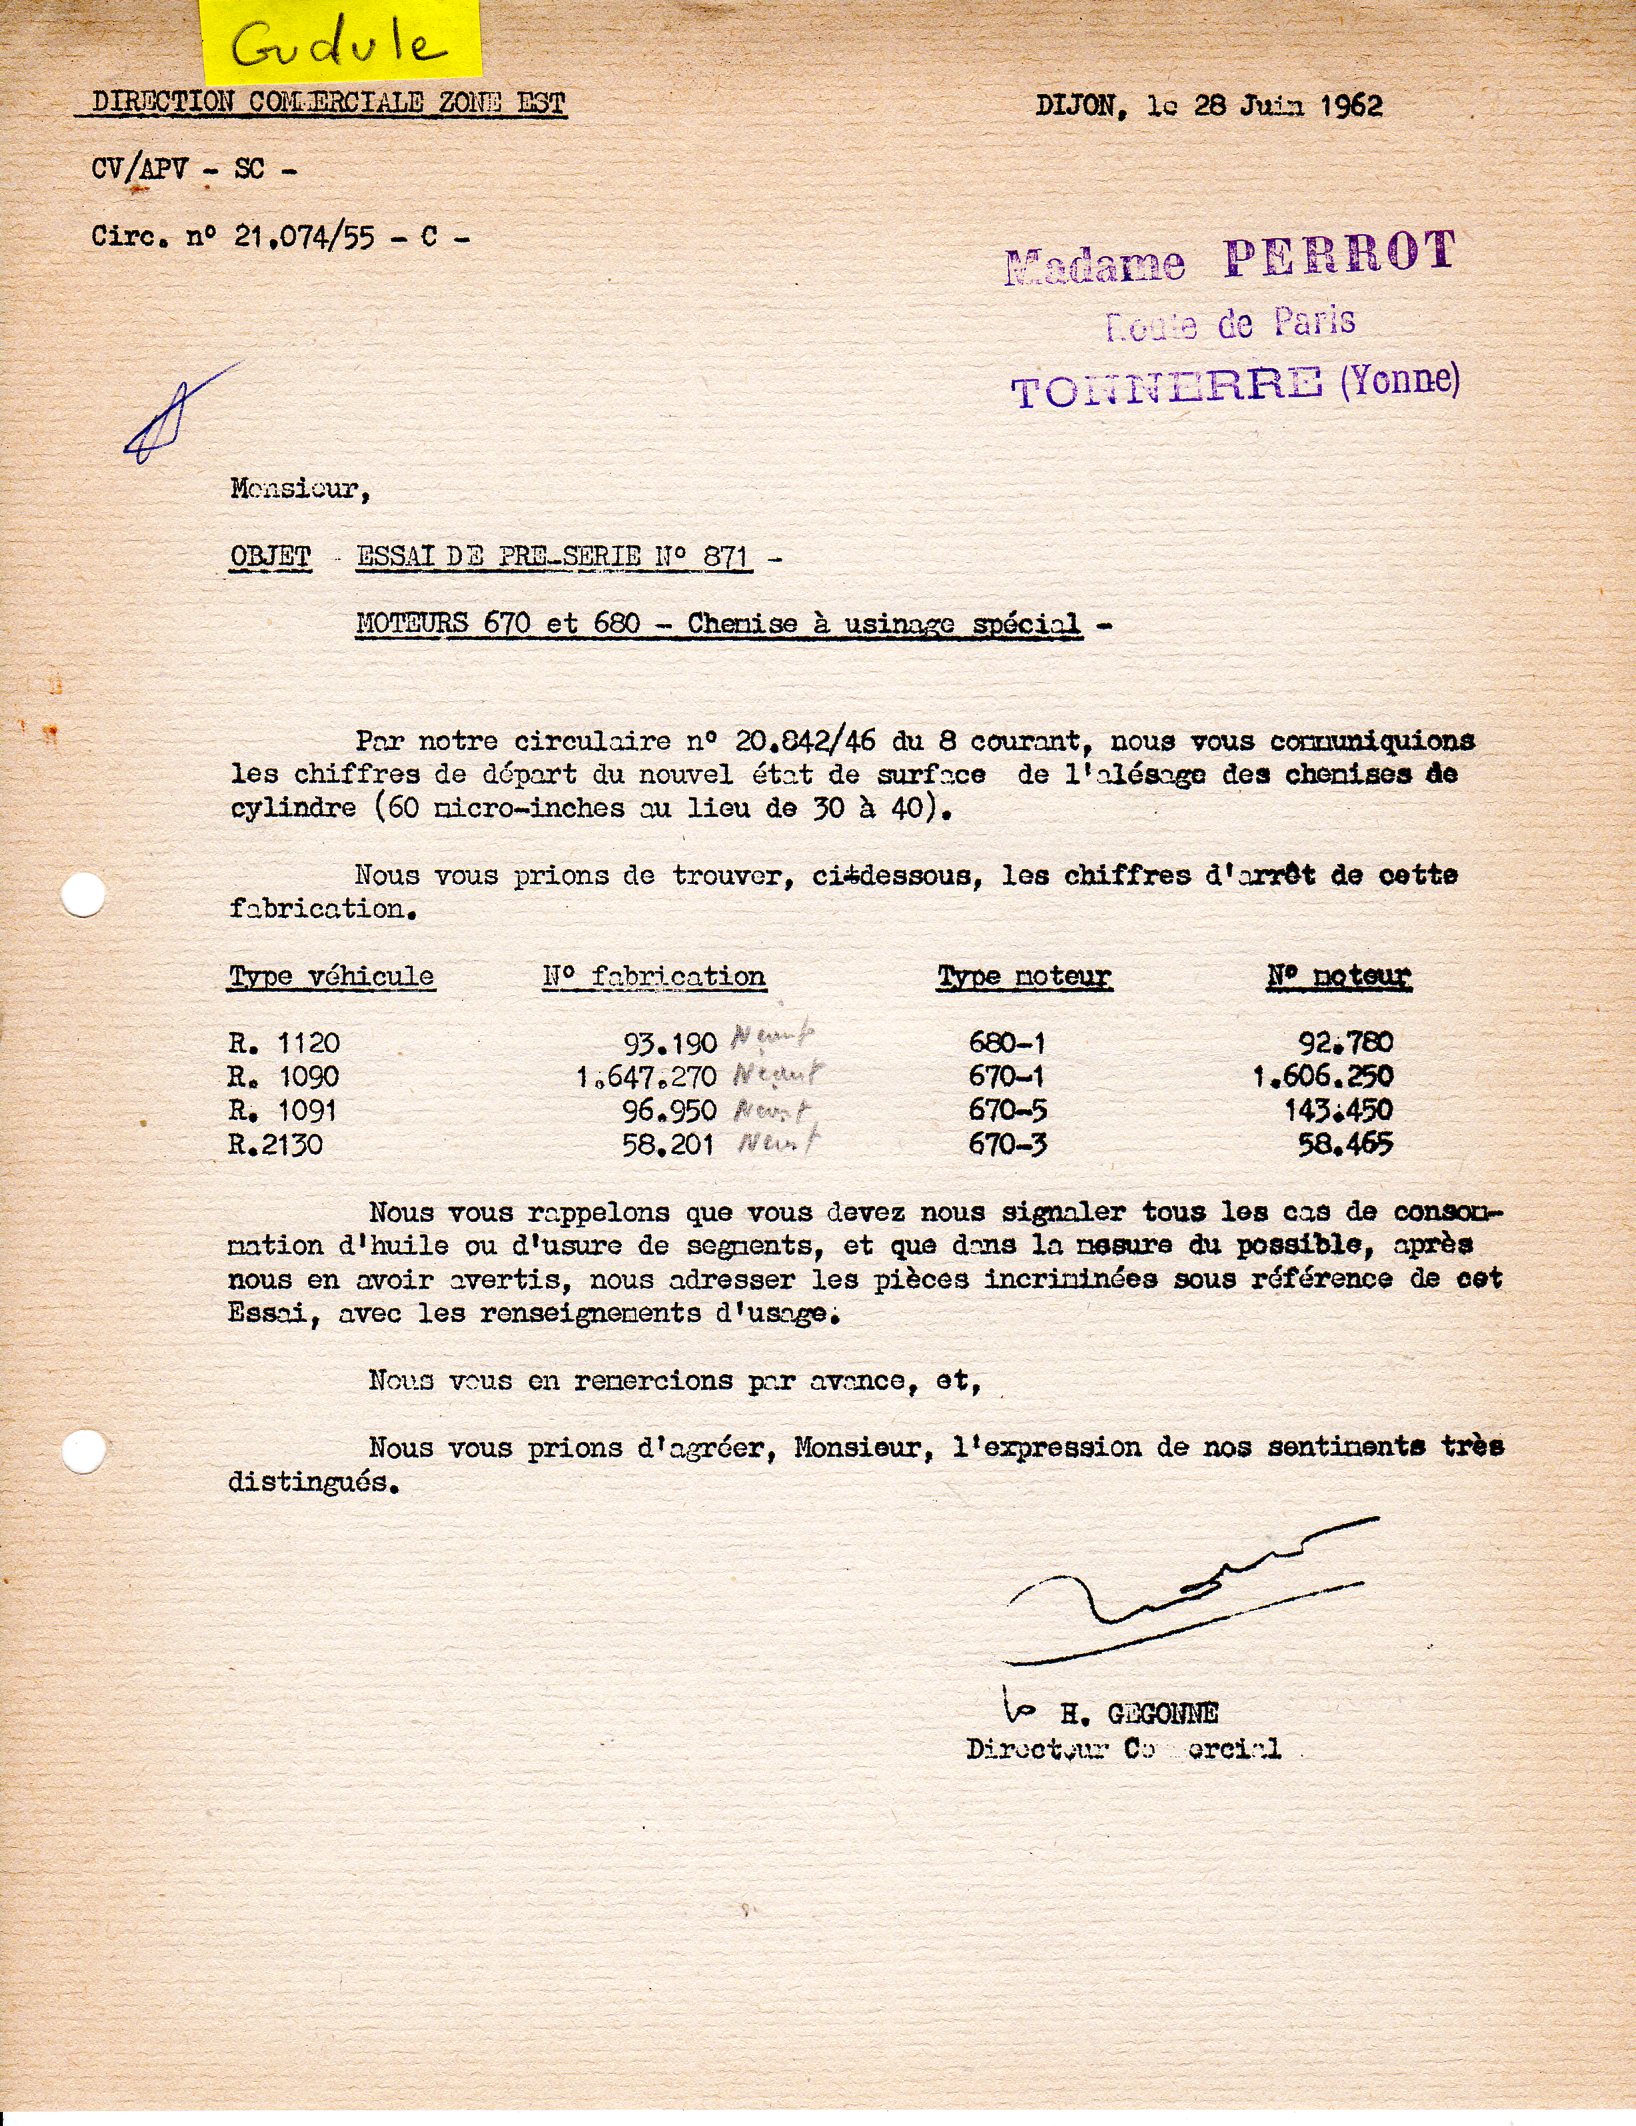 Gudule
DIRECTION COMMERCIALE ZONE EST
DIJON, le 28 Juin 1962
CV/APV - SC -
Circ. n° 21.074/55 - C -
Madame PERROT
Route de Paris
TONNERRE (Yonne)
Monsieur,
OBJET - ESSAI DE PRE-SERIE N° 871 -
MOTEURS 670 et 680 - Chemise à usinage spécial -
Par notre circulaire n° 20.842/46 du 8 courant, nous vous communiquions
les chiffres de départ du nouvel état de surface de l'alésage des chemises de
cylindre (60 micro-inches au lieu de 30 à 40).
Nous vous prions de trouver, ci-dessous, les chiffres d'arrêt de cette
fabrication.
Type véhicule N° fabrication Type moteur N° moteur
R. 1120 93.190 Néant 680-1 92.780
R. 1090 1.647.270 Néant 670-1 1.606.250
R. 1091 96.950 Néant 670-5 143.450
R.2130 58.201 Néant 670-3 58.465
Nous vous rappelons que vous devez nous signaler tous les cas de consom-
mation d'huile ou d'usure de segments, et que dans la mesure du possible, après
nous en avoir avertis, nous adresser les pièces incriminées sous référence de cet
Essai, avec les renseignements d'usage.
Nous vous en remercions par avance, et,
Nous vous prions d'agréer, Monsieur, l'expression de nos sentiments très
distingués.
H. GEGONNE
Directeur Commercial